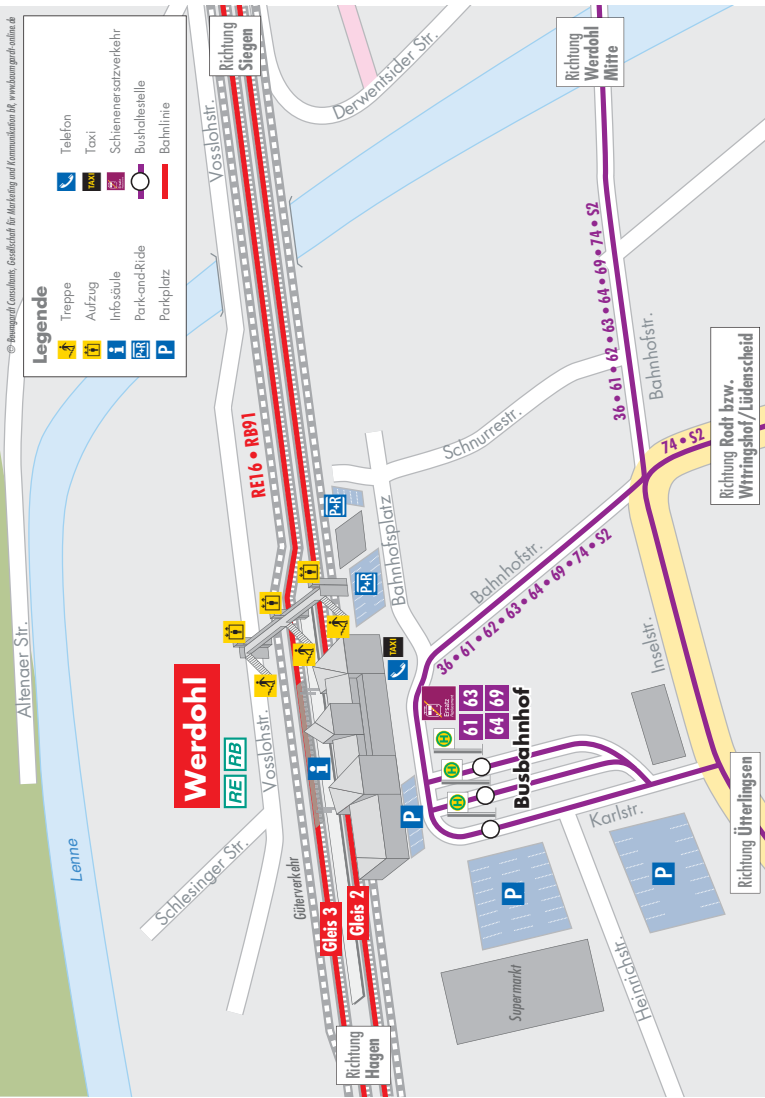 © Baumgardt Consultants, Gesellschaft für Marketing und Kommunikation bR, www.baumgardt-online.de
Legende
Treppe
Aufzug
Infosäule
Park-and-Ride
Parkplatz
Telefon
Taxi
Schienenersatzverkehr
Bushaltestelle
Bahnlinie
i
P+R
P
TAXI
Richtung
Siegen
Vosslohstr.
Derwentsider Str.
Richtung
Werdohl
Mitte
Altenaer Str.
Lenne
RE16 • RB91
36 • 61 • 62 • 63 • 64 • 69 • 74 • S2
Bahnhofstr.
Schnurrestr.
74 • S2
Richtung Rodt bzw.
Wttringshof/Lüdenscheid
P+R
P+R
Bahnhofsplatz
Bahnhofstr.
36 • 61 • 62 • 63 • 64 • 69 • 74 • S2
Werdohl
RE RB
Vosslohstr.
Schlesinger Str.
Güterverkehr
i
TAXI
Gleis 3
Gleis 2
Richtung
Hagen
P
H
H
H
Ersatz
61 63
64 69
Busbahnhof
Inselstr.
Karlstr.
Richtung Ütterlingsen
P
P
Supermarkt
Heinrichstr.